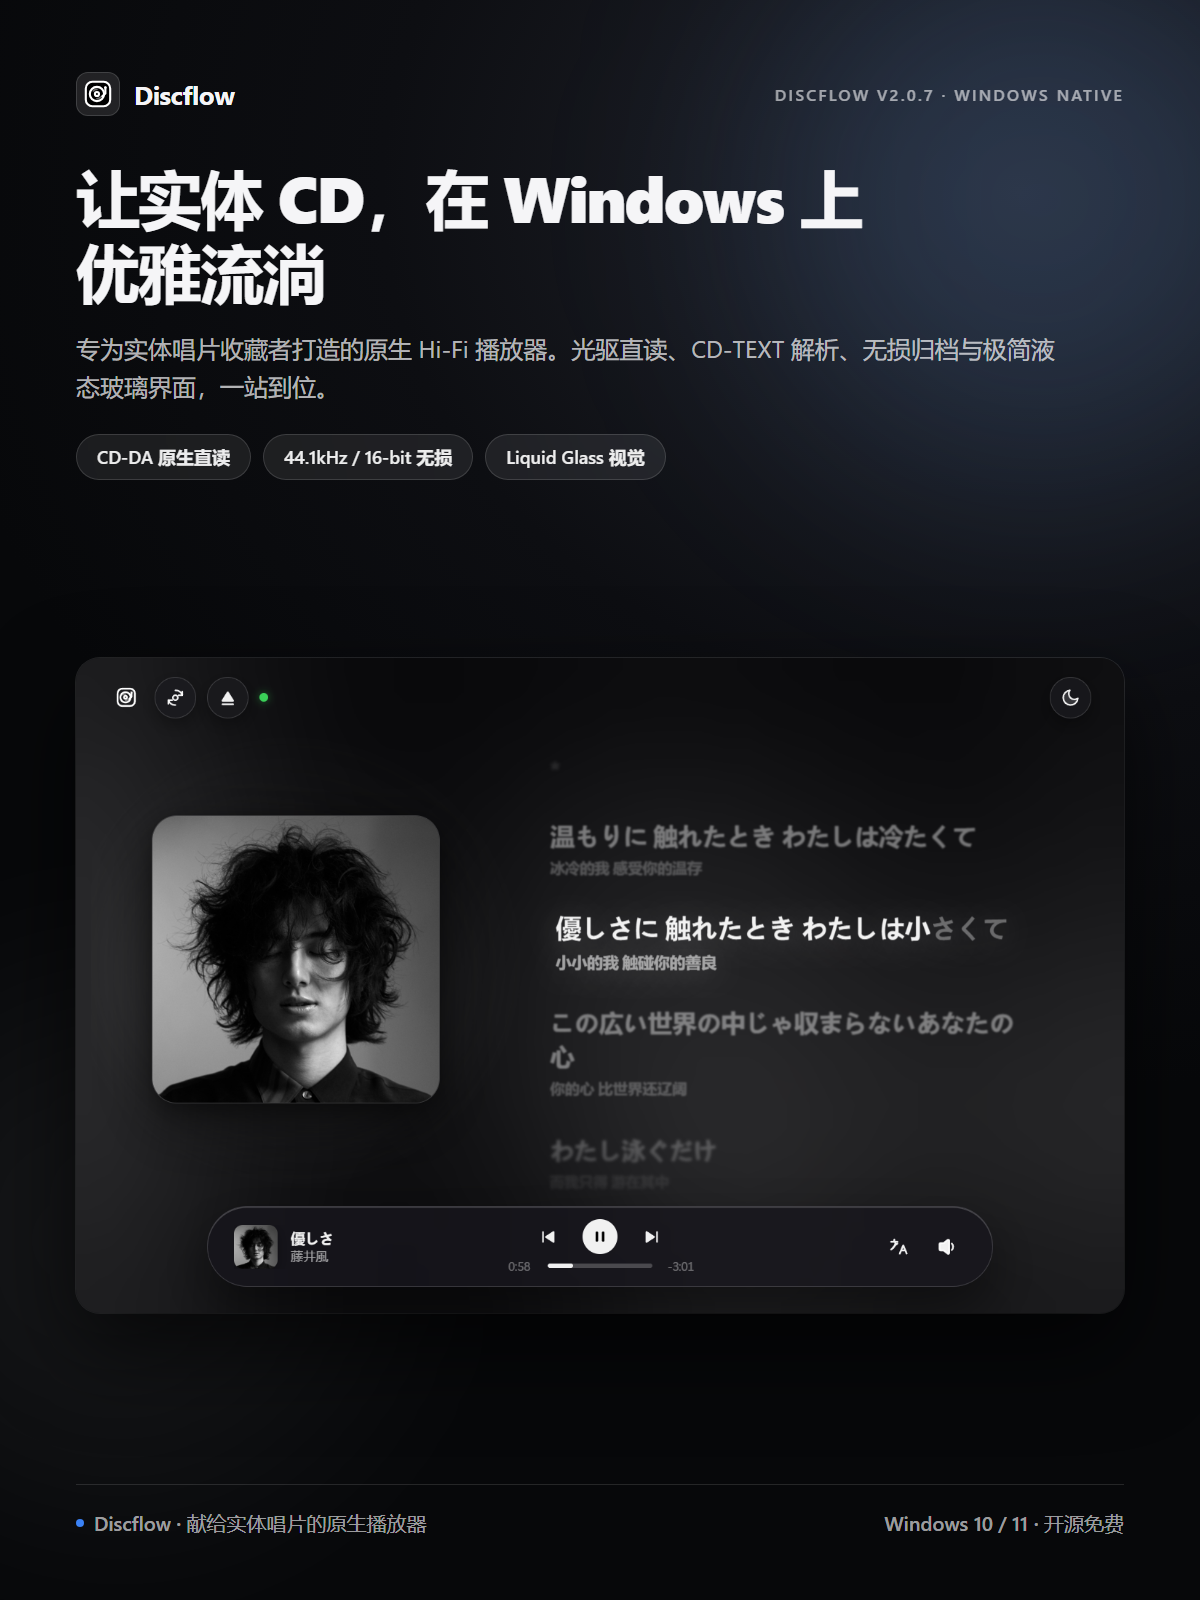 Discflow
DISCFLOW V2.0.7 · WINDOWS NATIVE
让实体 CD，在 Windows 上
优雅流淌
专为实体唱片收藏者打造的原生 Hi-Fi 播放器。光驱直读、CD-TEXT 解析、无损归档与极简液
态玻璃界面，一站到位。
CD-DA 原生直读
44.1kHz / 16-bit 无损
Liquid Glass 视觉
温もりに 触れたとき わたしは冷たくて
冰冷的我 感受你的温存
優しさに 触れたとき わたしは小さくて
小小的我 触碰你的善良
この広い世界の中じゃ収まらないあなたの
心
你的心 比世界还辽阔
わたし泳ぐだけ
優しさ
藤井風
0:58
-3:01
Discflow · 献给实体唱片的原生播放器
Windows 10 / 11 · 开源免费